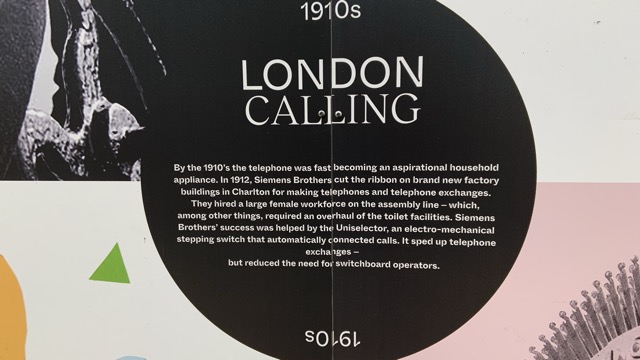 1910s
LONDON
CALLING
By the 1910's the telephone was fast becoming an aspirational household
appliance. In 1912, Siemens Brothers cut the ribbon on brand new factory
buildings in Charlton for making telephones and telephone exchanges.
They hired a large female workforce on the assembly line – which,
among other things, required an overhaul of the toilet facilities. Siemens
Brothers' success was helped by the Uniselector, an electro-mechanical
stepping switch that automatically connected calls. It sped up telephone
exchanges –
but reduced the need for switchboard operators.
1910s